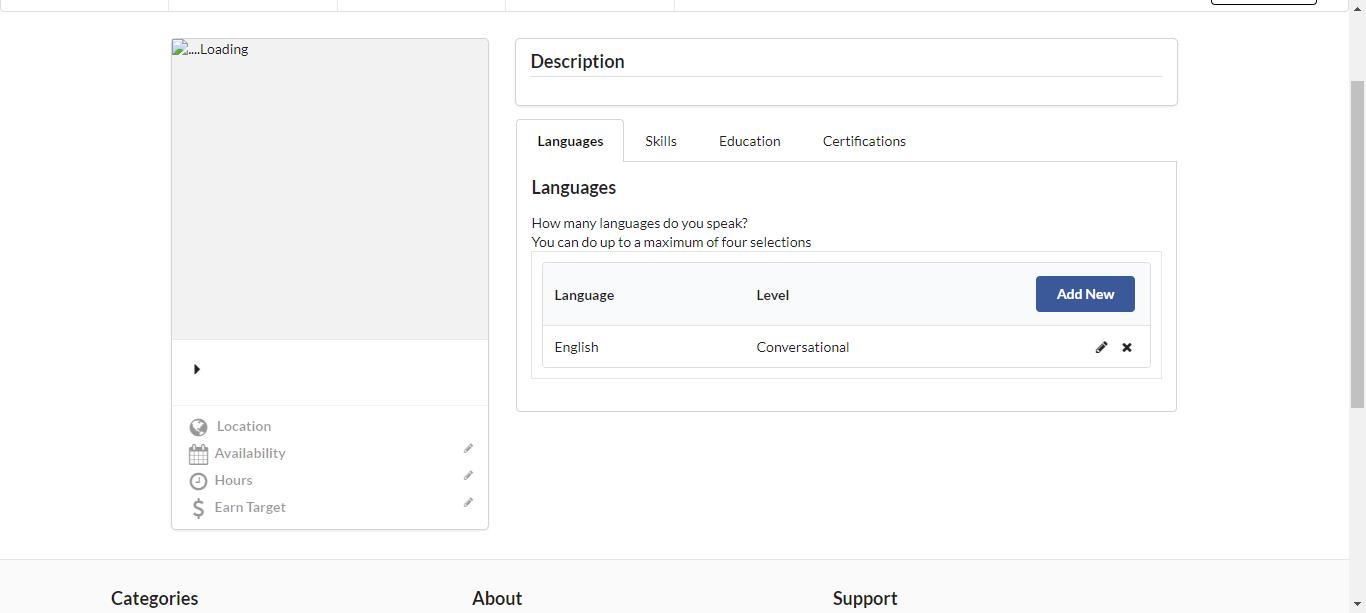 ....Loading
Description
Languages Skills Education Certifications
Languages
How many languages do you speak?
You can do up to a maximum of four selections
Language Level Add New
English Conversational
Location
Availability
Hours
Earn Target
Categories About Support